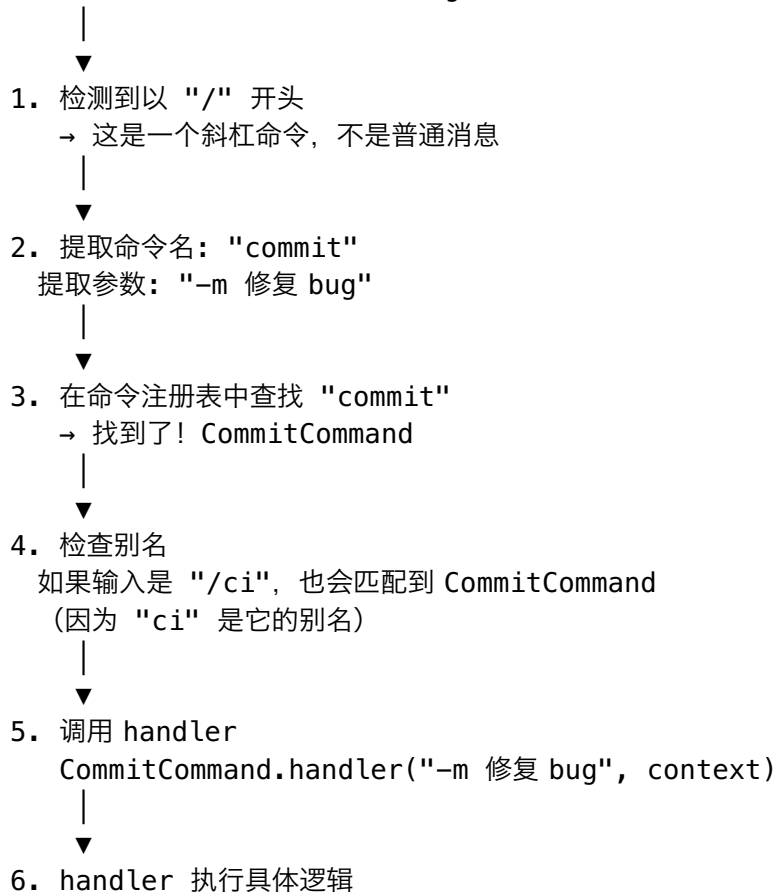 1. 检测到以 "/" 开头
→ 这是一个斜杠命令，不是普通消息
2. 提取命令名: "commit"
提取参数: "-m 修复 bug"
3. 在命令注册表中查找 "commit"
→ 找到了！CommitCommand
4. 检查别名
如果输入是 "/ci"，也会匹配到 CommitCommand
（因为 "ci" 是它的别名）
5. 调用 handler
CommitCommand.handler("-m 修复 bug", context)
6. handler 执行具体逻辑